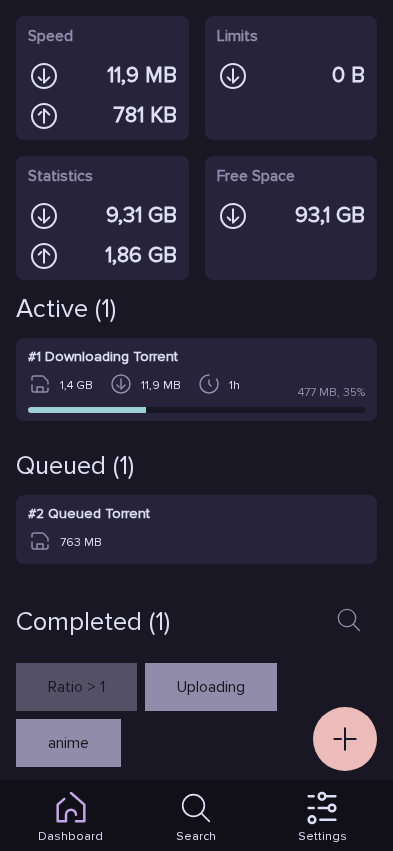 Speed
11,9 MB
781 KB
Limits
0 B
Statistics
9,31 GB
1,86 GB
Free Space
93,1 GB
Active (1)
#1 Downloading Torrent
1,4 GB 11,9 MB 1h 477 MB, 35%
Queued (1)
#2 Queued Torrent
763 MB
Completed (1)
Ratio > 1 Uploading
anime
Dashboard Search Settings